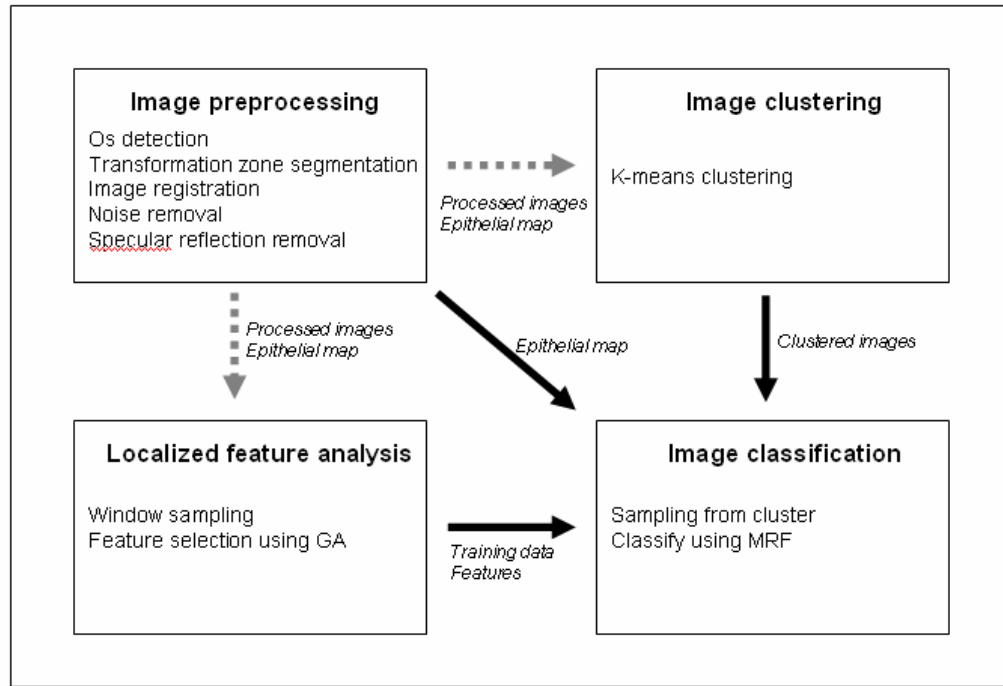 Image preprocessing
Os detection
Transformation zone segmentation
Image registration
Noise removal
Specular reflection removal
Processed images
Epithelial map
Image clustering
K-means clustering
Processed images
Epithelial map
Epithelial map
Clustered images
Localized feature analysis
Window sampling
Feature selection using GA
Training data
Features
Image classification
Sampling from cluster
Classify using MRF